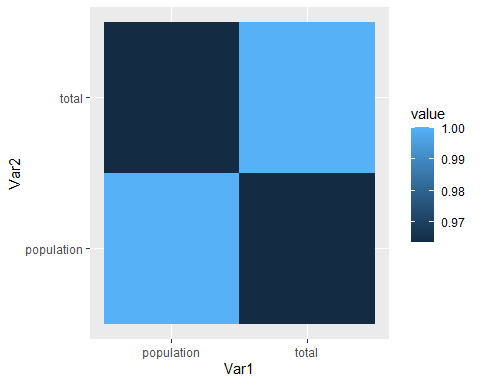 total
population
Var2
population
total
Var1
value
1.00
0.99
0.98
0.97